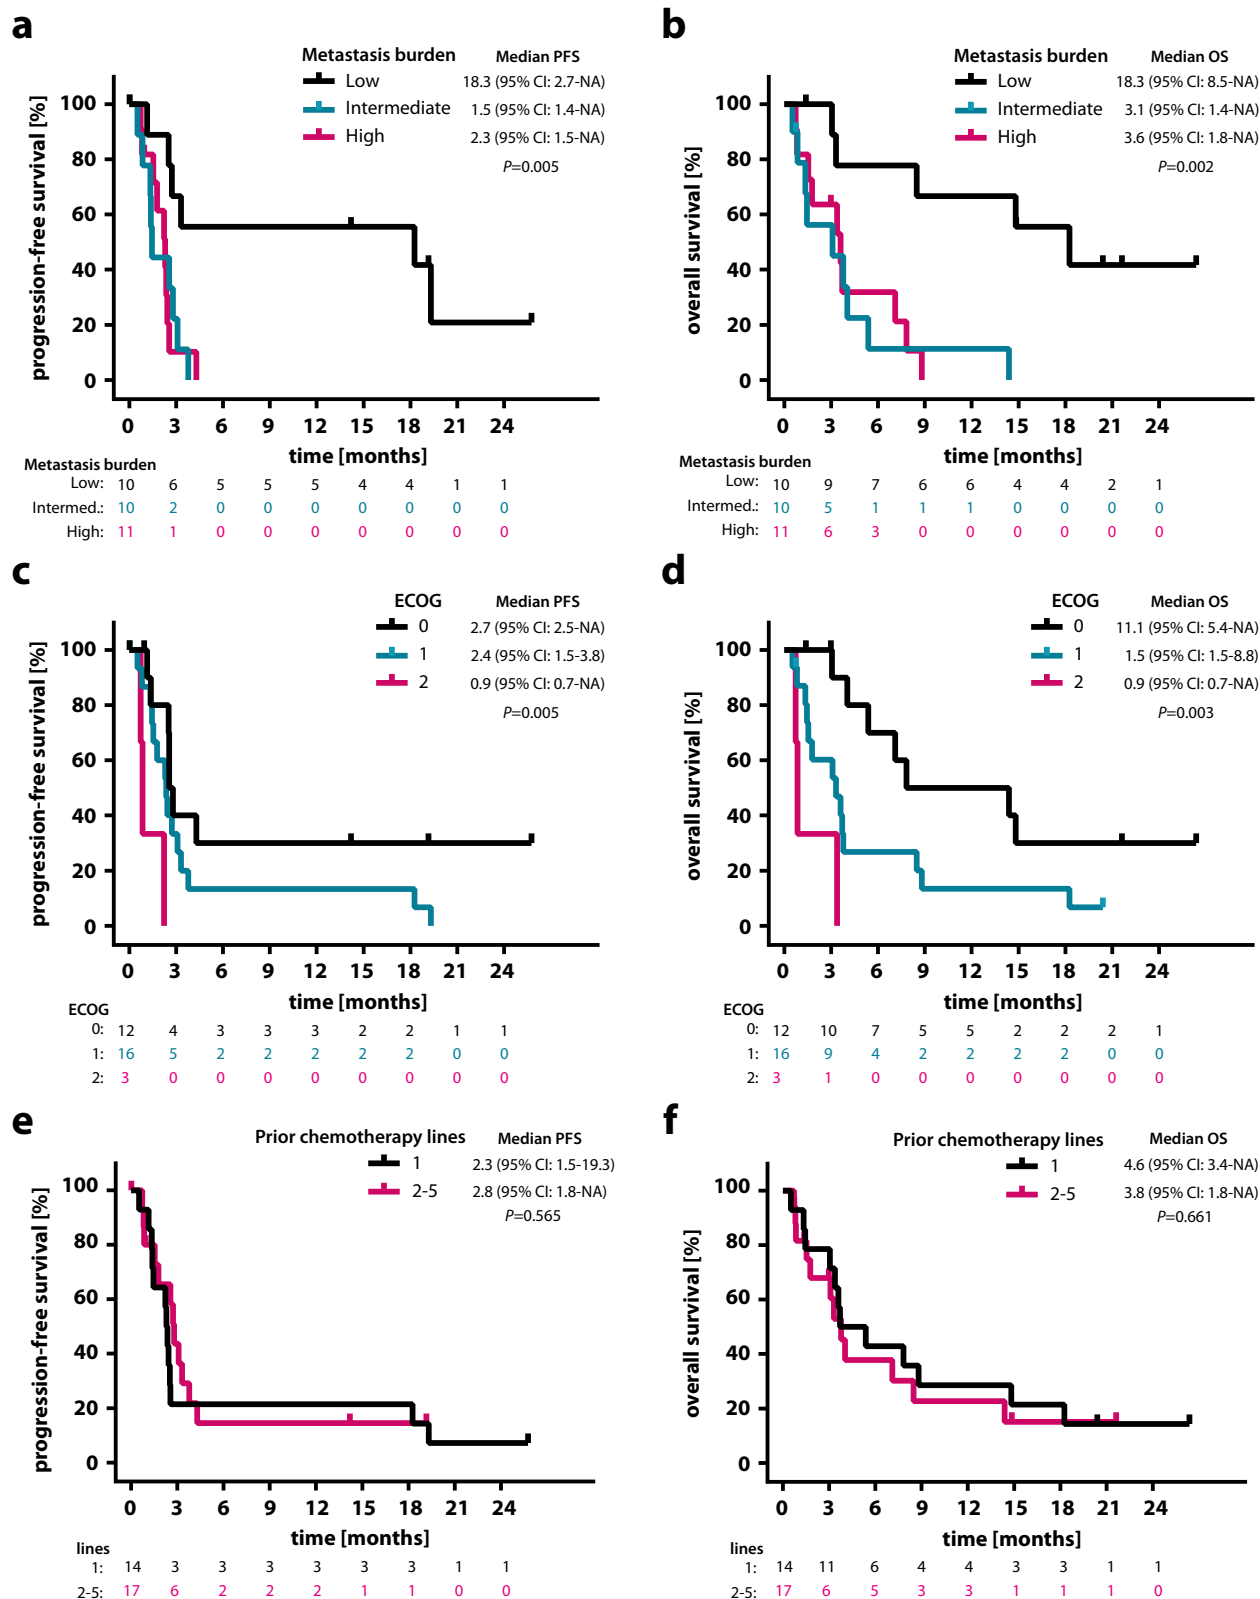 a
Metastasis burden Median PFS
Low 18.3 (95% CI: 2.7-NA)
Intermediate 1.5 (95% CI: 1.4-NA)
High 2.3 (95% CI: 1.5-NA)
P=0.005
progression-free survival [%]
100
80
60
40
20
0
0 3 6 9 12 15 18 21 24
time [months]
Metastasis burden
Low: 10 6 5 5 5 4 4 1 1
Intermed.: 10 2 0 0 0 0 0 0 0
High: 11 1 0 0 0 0 0 0 0
b
Metastasis burden Median OS
Low 18.3 (95% CI: 8.5-NA)
Intermediate 3.1 (95% CI: 1.4-NA)
High 3.6 (95% CI: 1.8-NA)
P=0.002
overall survival [%]
100
80
60
40
20
0
0 3 6 9 12 15 18 21 24
time [months]
Metastasis burden
Low: 10 9 7 6 6 4 4 2 1
Intermed.: 10 5 1 1 1 0 0 0 0
High: 11 6 3 0 0 0 0 0 0
c
ECOG Median PFS
0 2.7 (95% CI: 2.5-NA)
1 2.4 (95% CI: 1.5-3.8)
2 0.9 (95% CI: 0.7-NA)
P=0.005
progression-free survival [%]
100
80
60
40
20
0
0 3 6 9 12 15 18 21 24
time [months]
ECOG
0: 12 4 3 3 3 2 2 1 1
1: 16 5 2 2 2 2 2 0 0
2: 3 0 0 0 0 0 0 0 0
d
ECOG Median OS
0 11.1 (95% CI: 5.4-NA)
1 1.5 (95% CI: 1.5-8.8)
2 0.9 (95% CI: 0.7-NA)
P=0.003
overall survival [%]
100
80
60
40
20
0
0 3 6 9 12 15 18 21 24
time [months]
ECOG
0: 12 10 7 5 5 2 2 2 1
1: 16 9 4 2 2 2 2 0 0
2: 3 1 0 0 0 0 0 0 0
e
Prior chemotherapy lines Median PFS
1 2.3 (95% CI: 1.5-19.3)
2-5 2.8 (95% CI: 1.8-NA)
P=0.565
progression-free survival [%]
100
80
60
40
20
0
0 3 6 9 12 15 18 21 24
time [months]
lines
1: 14 3 3 3 3 3 3 1 1
2-5: 17 6 2 2 2 1 1 0 0
f
Prior chemotherapy lines Median OS
1 4.6 (95% CI: 3.4-NA)
2-5 3.8 (95% CI: 1.8-NA)
P=0.661
overall survival [%]
100
80
60
40
20
0
0 3 6 9 12 15 18 21 24
time [months]
lines
1: 14 11 6 4 4 3 3 1 1
2-5: 17 6 5 3 3 1 1 1 0